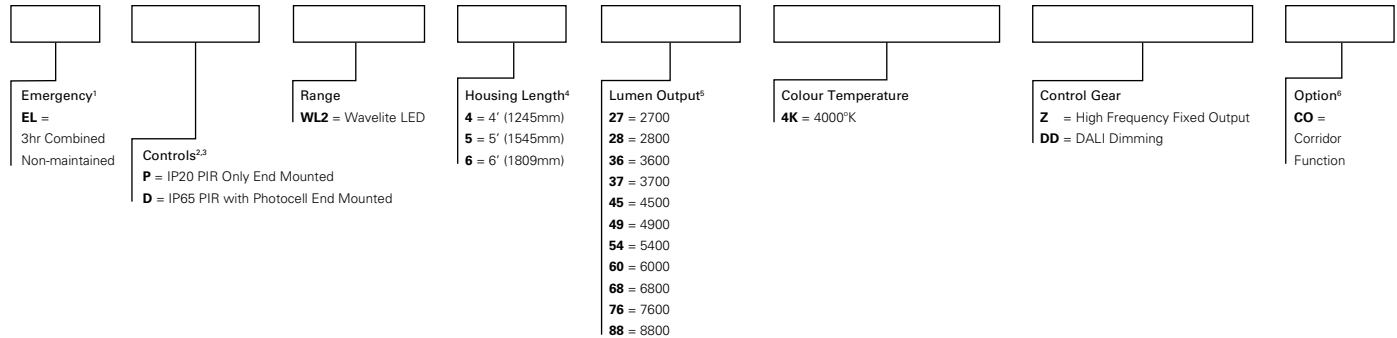 Emergency¹
EL =
3hr Combined
Non-maintained
Controls²,³
P = IP20 PIR Only End Mounted
D = IP65 PIR with Photocell End Mounted
Range
WL2 = Wavelite LED
Housing Length⁴
4 = 4' (1245mm)
5 = 5' (1545mm)
6 = 6' (1809mm)
Lumen Output⁵
27 = 2700
28 = 2800
36 = 3600
37 = 3700
45 = 4500
49 = 4900
54 = 5400
60 = 6000
68 = 6800
76 = 7600
88 = 8800
Colour Temperature
4K = 4000°K
Control Gear
Z = High Frequency Fixed Output
DD = DALI Dimming
Option⁶
CO =
Corridor
Function